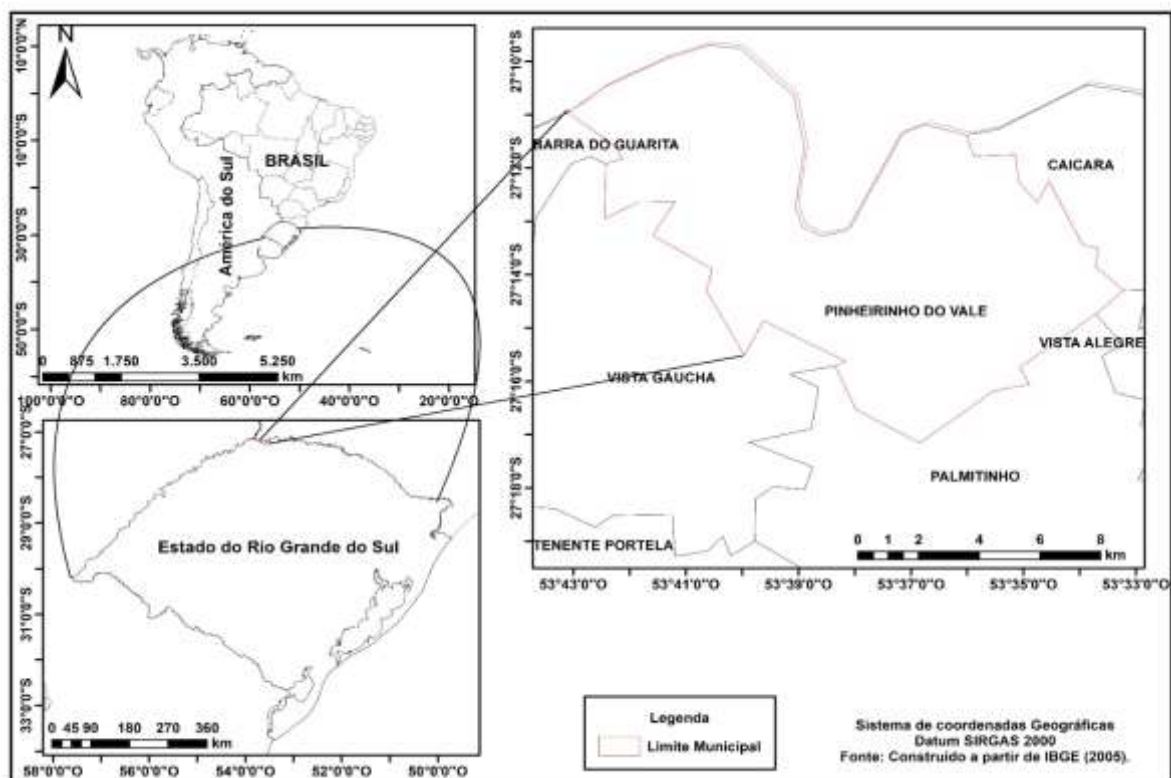 N
10°0'0"N
10°0'0"S
30°0'0"S
50°0'0"S
BRASIL
América do Sul
0 875 1.750 3.500 5.250
km
100°0'0"O 80°0'0"O 60°0'0"O 40°0'0"O 20°0'0"O
27°0'0"S
29°0'0"S
31°0'0"S
33°0'0"S
Estado do Rio Grande do Sul
0 45 90 180 270 360
km
58°0'0"O 56°0'0"O 54°0'0"O 52°0'0"O 50°0'0"O
27°10'0"S
27°12'0"S
27°14'0"S
27°16'0"S
27°18'0"S
BARRA DO GUARITA
CAICARA
PINHEIRINHO DO VALE
VISTA ALEGRE
VISTA GAUCHA
PALMITINHO
TENENTE PORTELA
0 1 2 4 6 8
km
53°43'0"O 53°41'0"O 53°39'0"O 53°37'0"O 53°35'0"O 53°33'0"O
Legenda
Limite Municipal
Sistema de coordenadas Geográficas
Datum SIRGAS 2000
Fonte: Construído a partir de IBGE (2005).